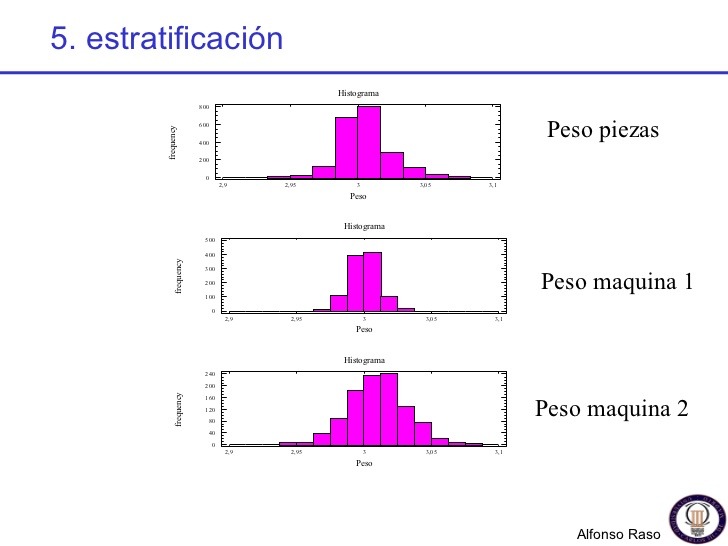 5. estratificación
Histograma
Peso piezas
frequency
800
600
400
200
0
2,9 2,95 3 3,05 3,1
Peso
Histograma
Peso maquina 1
frequency
500
400
300
200
100
0
2,9 2,95 3 3,05 3,1
Peso
Histograma
Peso maquina 2
frequency
240
200
160
120
80
40
0
2,9 2,95 3 3,05 3,1
Peso
Alfonso Raso